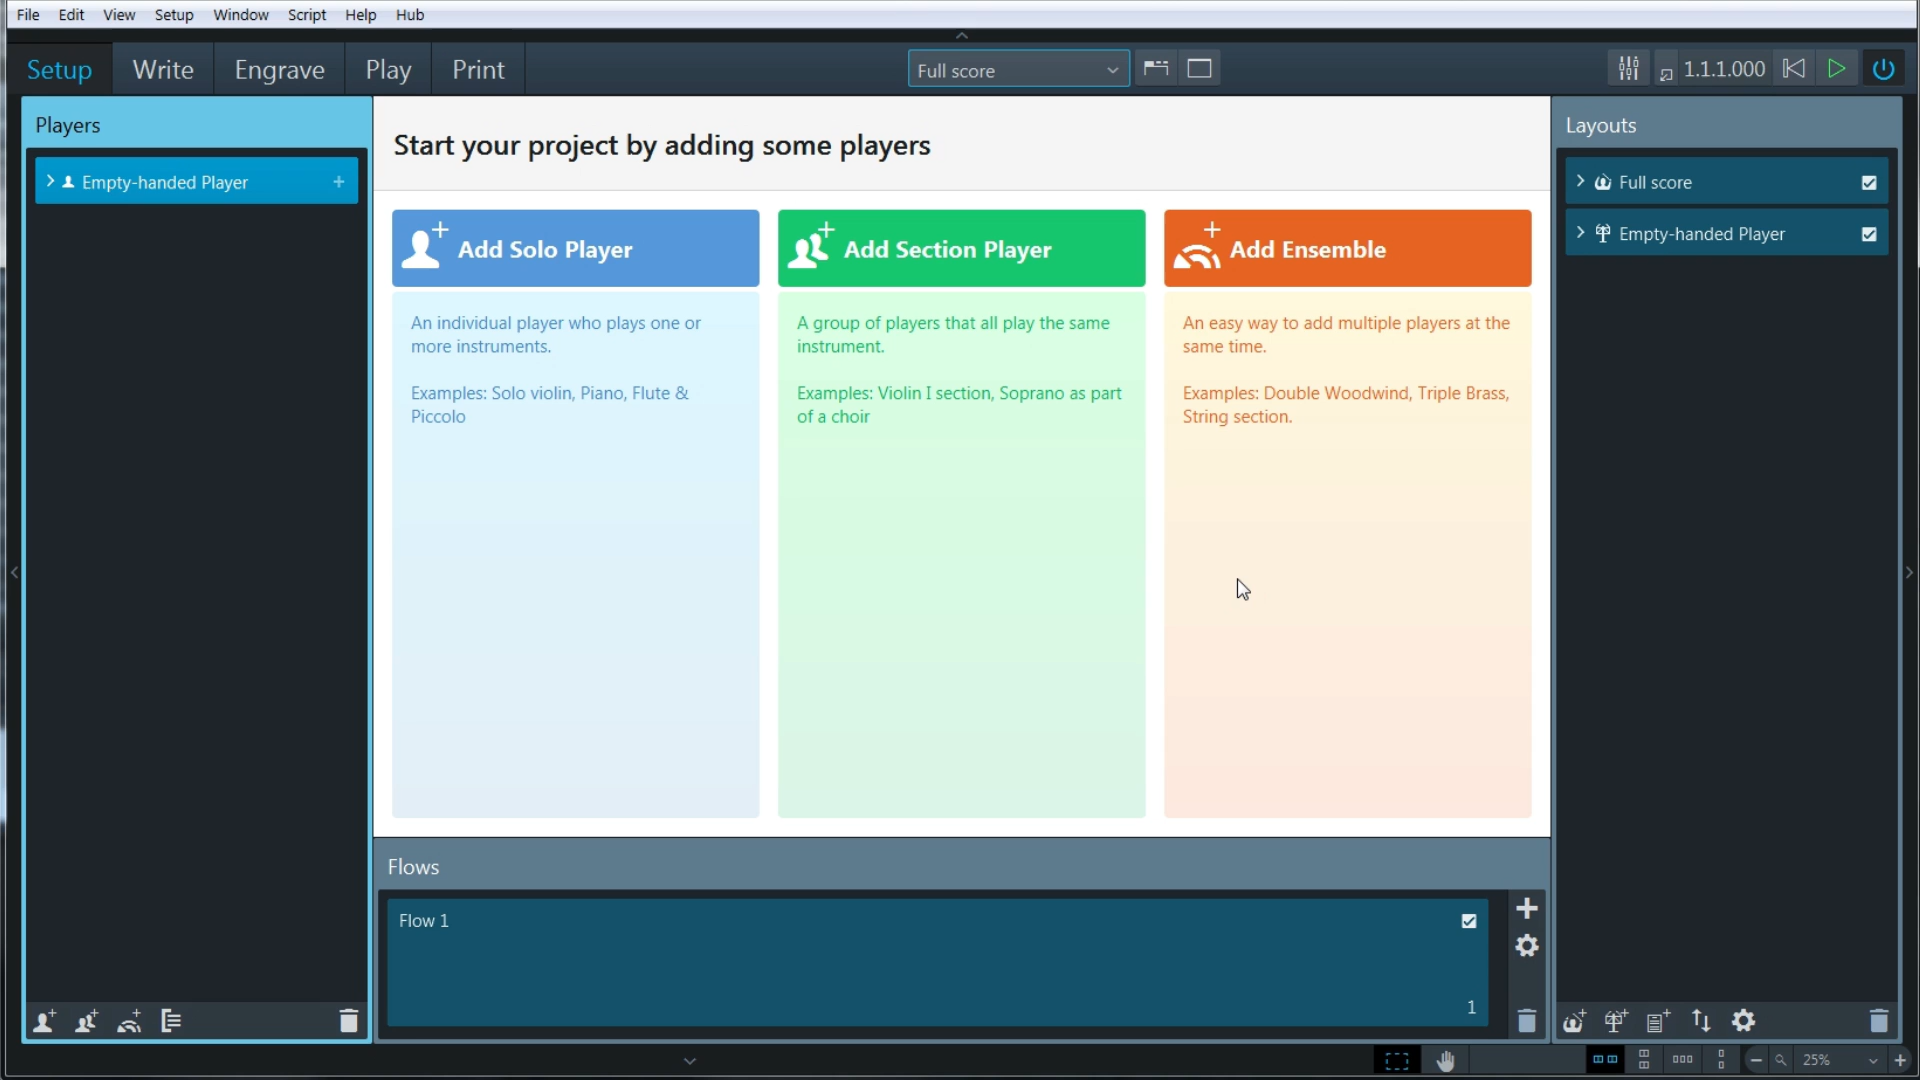 File Edit View Setup Window Script Help Hub
Setup Write Engrave Play Print Full score 1.1.1.000
Players
Empty-handed Player
Start your project by adding some players
Add Solo Player
An individual player who plays one or
more instruments.
Examples: Solo violin, Piano, Flute &
Piccolo
Add Section Player
A group of players that all play the same
instrument.
Examples: Violin I section, Soprano as part
of a choir
Add Ensemble
An easy way to add multiple players at the
same time.
Examples: Double Woodwind, Triple Brass,
String section.
Layouts
Full score
Empty-handed Player
Flows
Flow 1
1
25%